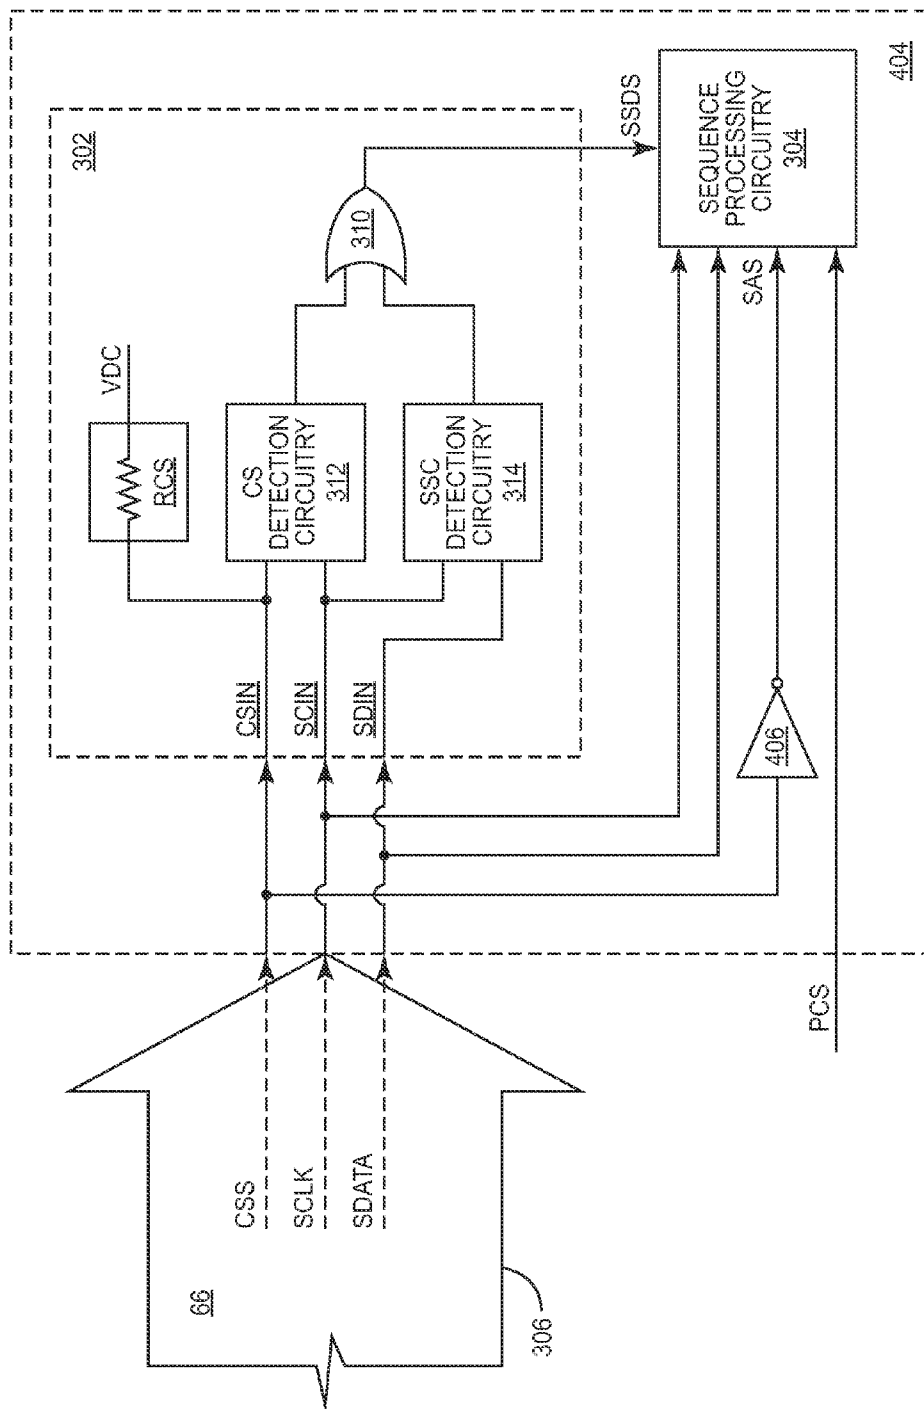 404
302
VDC
RCS
CS
DETECTION
CIRCUITRY
312
SSC
DETECTION
CIRCUITRY
314
310
SSDS
SEQUENCE
PROCESSING
CIRCUITRY
304
SAS
CSIN
SCIN
SDIN
406
PCS
CSS
SCLK
SDATA
66
306